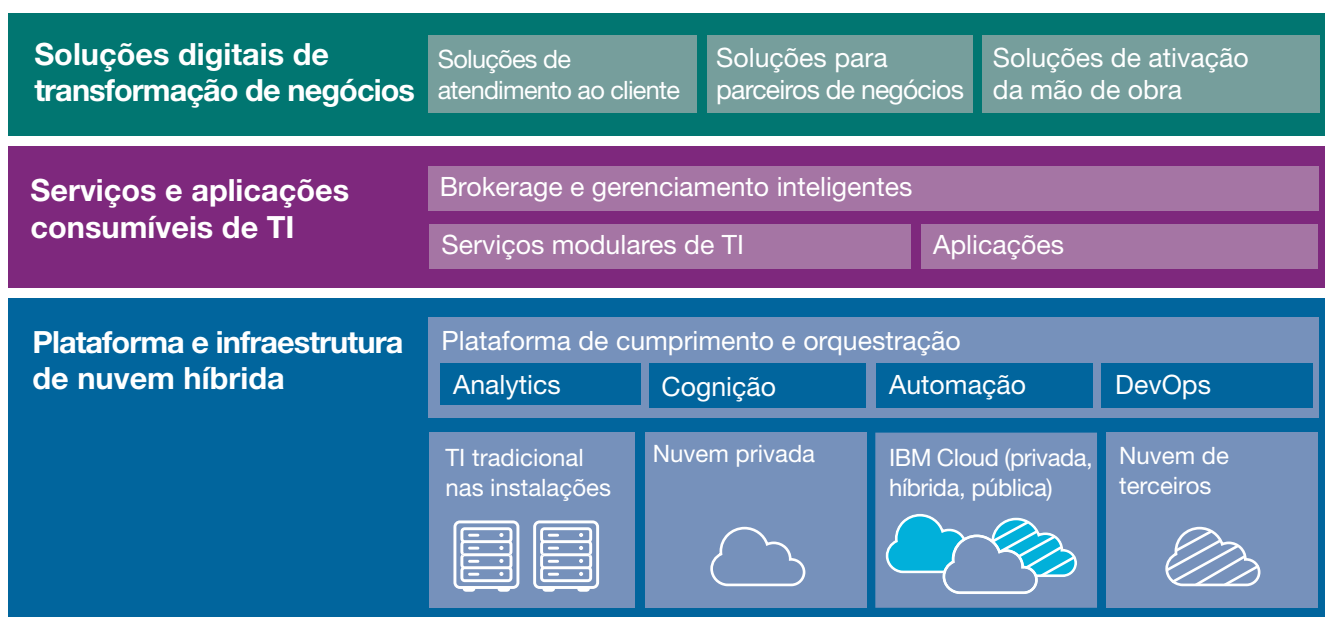 Soluções digitais de
transformação de negócios
Soluções de
atendimento ao cliente
Soluções para
parceiros de negócios
Soluções de ativação
da mão de obra
Serviços e aplicações
consumíveis de TI
Brokerage e gerenciamento inteligentes
Serviços modulares de TI
Aplicações
Plataforma e infraestrutura
de nuvem híbrida
Plataforma de cumprimento e orquestração
Analytics
Cognição
Automação
DevOps
TI tradicional
nas instalações
Nuvem privada
IBM Cloud (privada,
híbrida, pública)
Nuvem de
terceiros